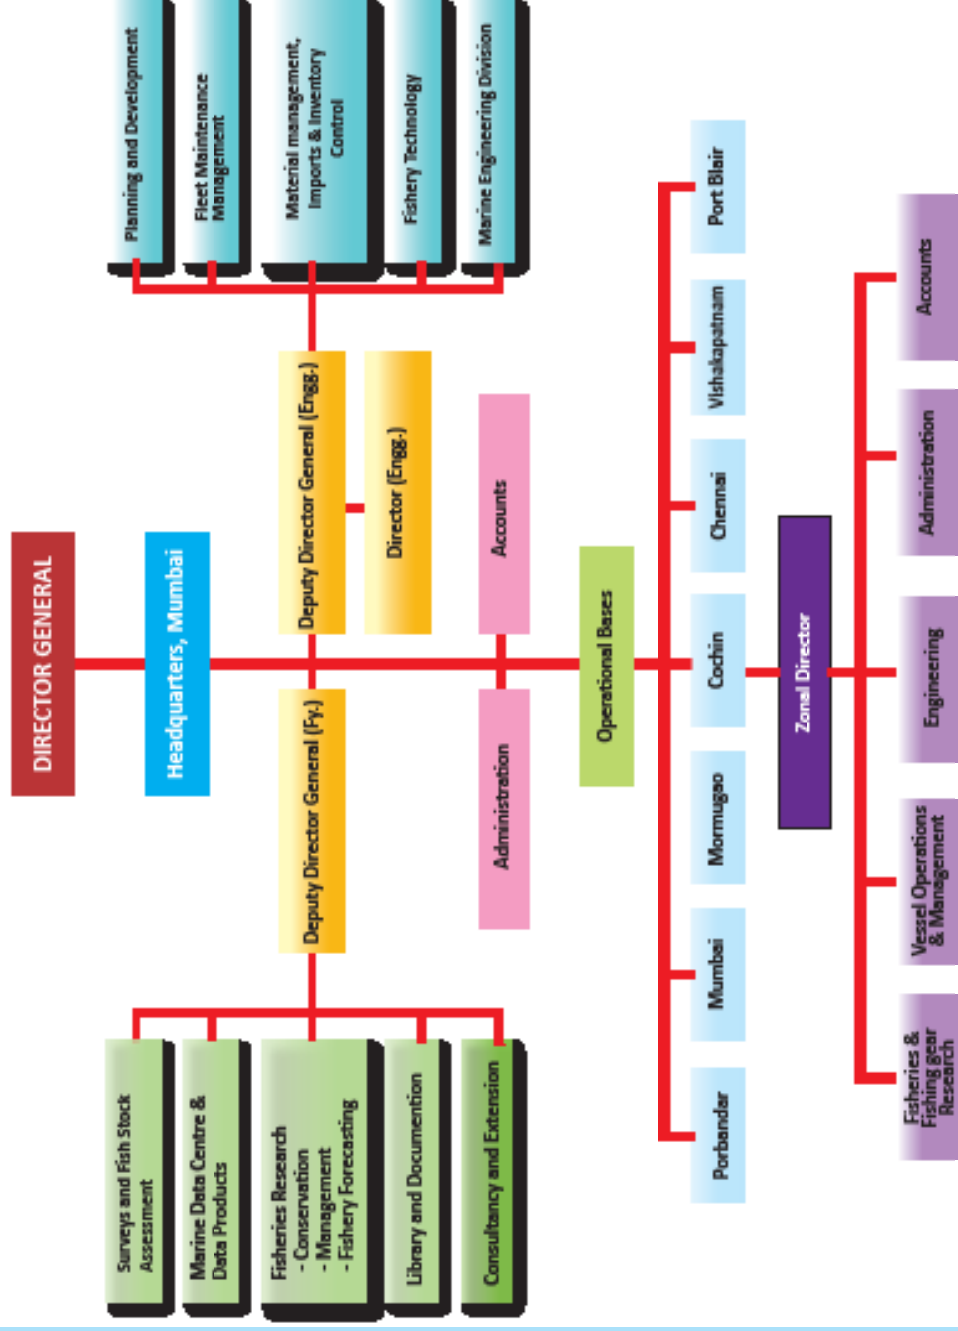 DIRECTOR GENERAL
Headquarters, Mumbai
Deputy Director General (Fy.)
Deputy Director General (Engg.)
Director (Engg.)
Surveys and Fish Stock
Assessment
Marine Data Centre &
Data Products
Fisheries Research
- Conservation
- Management
- Fishery Forecasting
Library and Documention
Consultancy and Extension
Planning and Development
Fleet Maintenance
Management
Material management,
Imports & Inventory
Control
Fishery Technology
Marine Engineering Division
Administration
Accounts
Operational Bases
Porbandar
Mumbai
Mormugao
Cochin
Chennai
Vishakapatnam
Port Blair
Zonal Director
Fisheries &
Fishing gear
Research
Vessel Operations
& Management
Engineering
Administration
Accounts